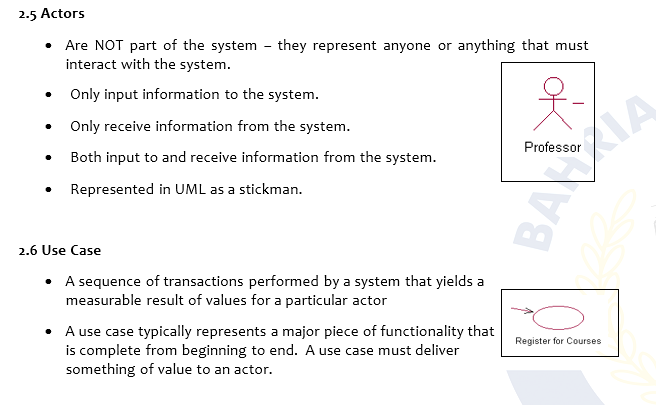 2.5 Actors
• Are NOT part of the system – they represent anyone or anything that must
interact with the system.
• Only input information to the system.
• Only receive information from the system.
• Both input to and receive information from the system.
• Represented in UML as a stickman.
Professor
BAHRIA
2.6 Use Case
• A sequence of transactions performed by a system that yields a
measurable result of values for a particular actor
• A use case typically represents a major piece of functionality that
is complete from beginning to end. A use case must deliver
something of value to an actor.
Register for Courses